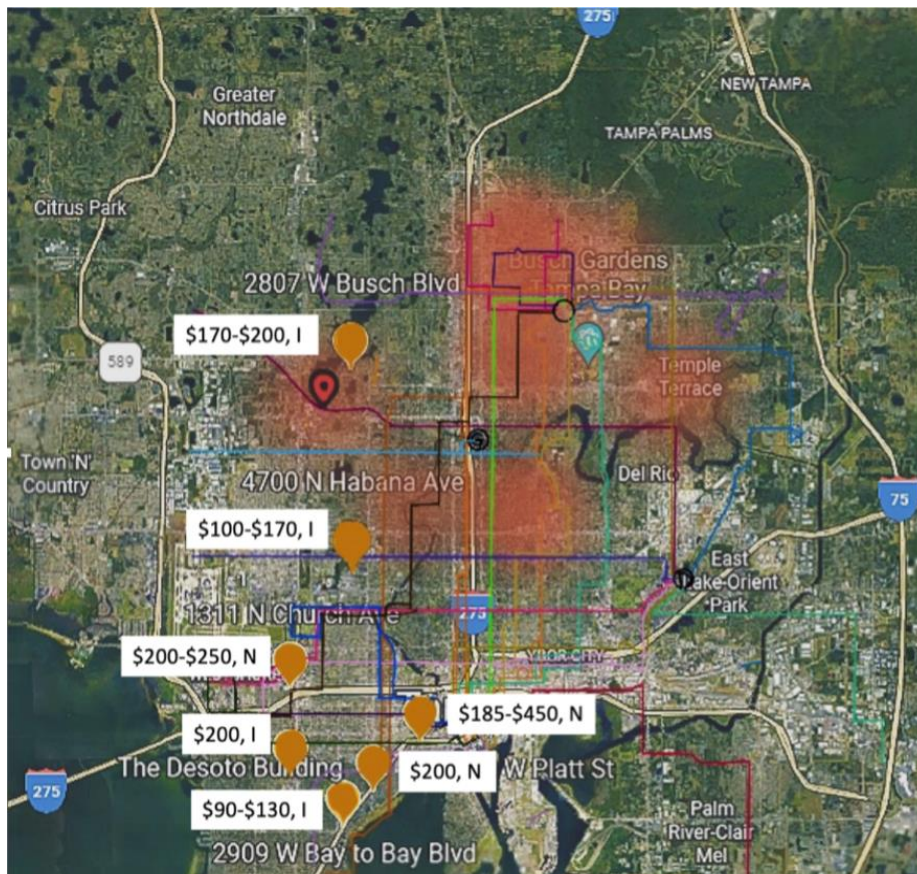 275
NEW TAMPA
Greater
Northdale
TAMPA PALMS
Citrus Park
Busch Gardens
Tampa Bay
2807 W Busch Blvd
$170-$200, I
589
Temple
Terrace
Town 'N'
Country
4700 N Habana Ave
Del Rio
75
$100-$170, I
East
Lake-Orient
Park
1311 N Church Ave
275
$200-$250, N
YBOR CITY
$185-$450, N
$200, I
The Desoto Building
$200, N
W Platt St
275
$90-$130, I
Palm
River-Clair
Mel
2909 W Bay to Bay Blvd